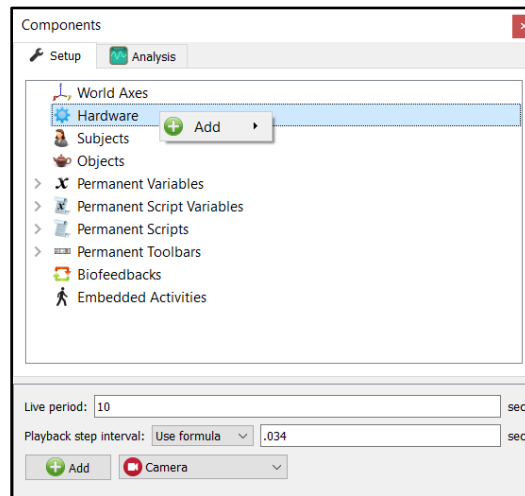 Components
Setup Analysis
World Axes
Hardware
Add
Subjects
Objects
Permanent Variables
Permanent Script Variables
Permanent Scripts
Permanent Toolbars
Biofeedbacks
Embedded Activities
Live period: 10 sec
Playback step interval: Use formula .034 sec
Add Camera